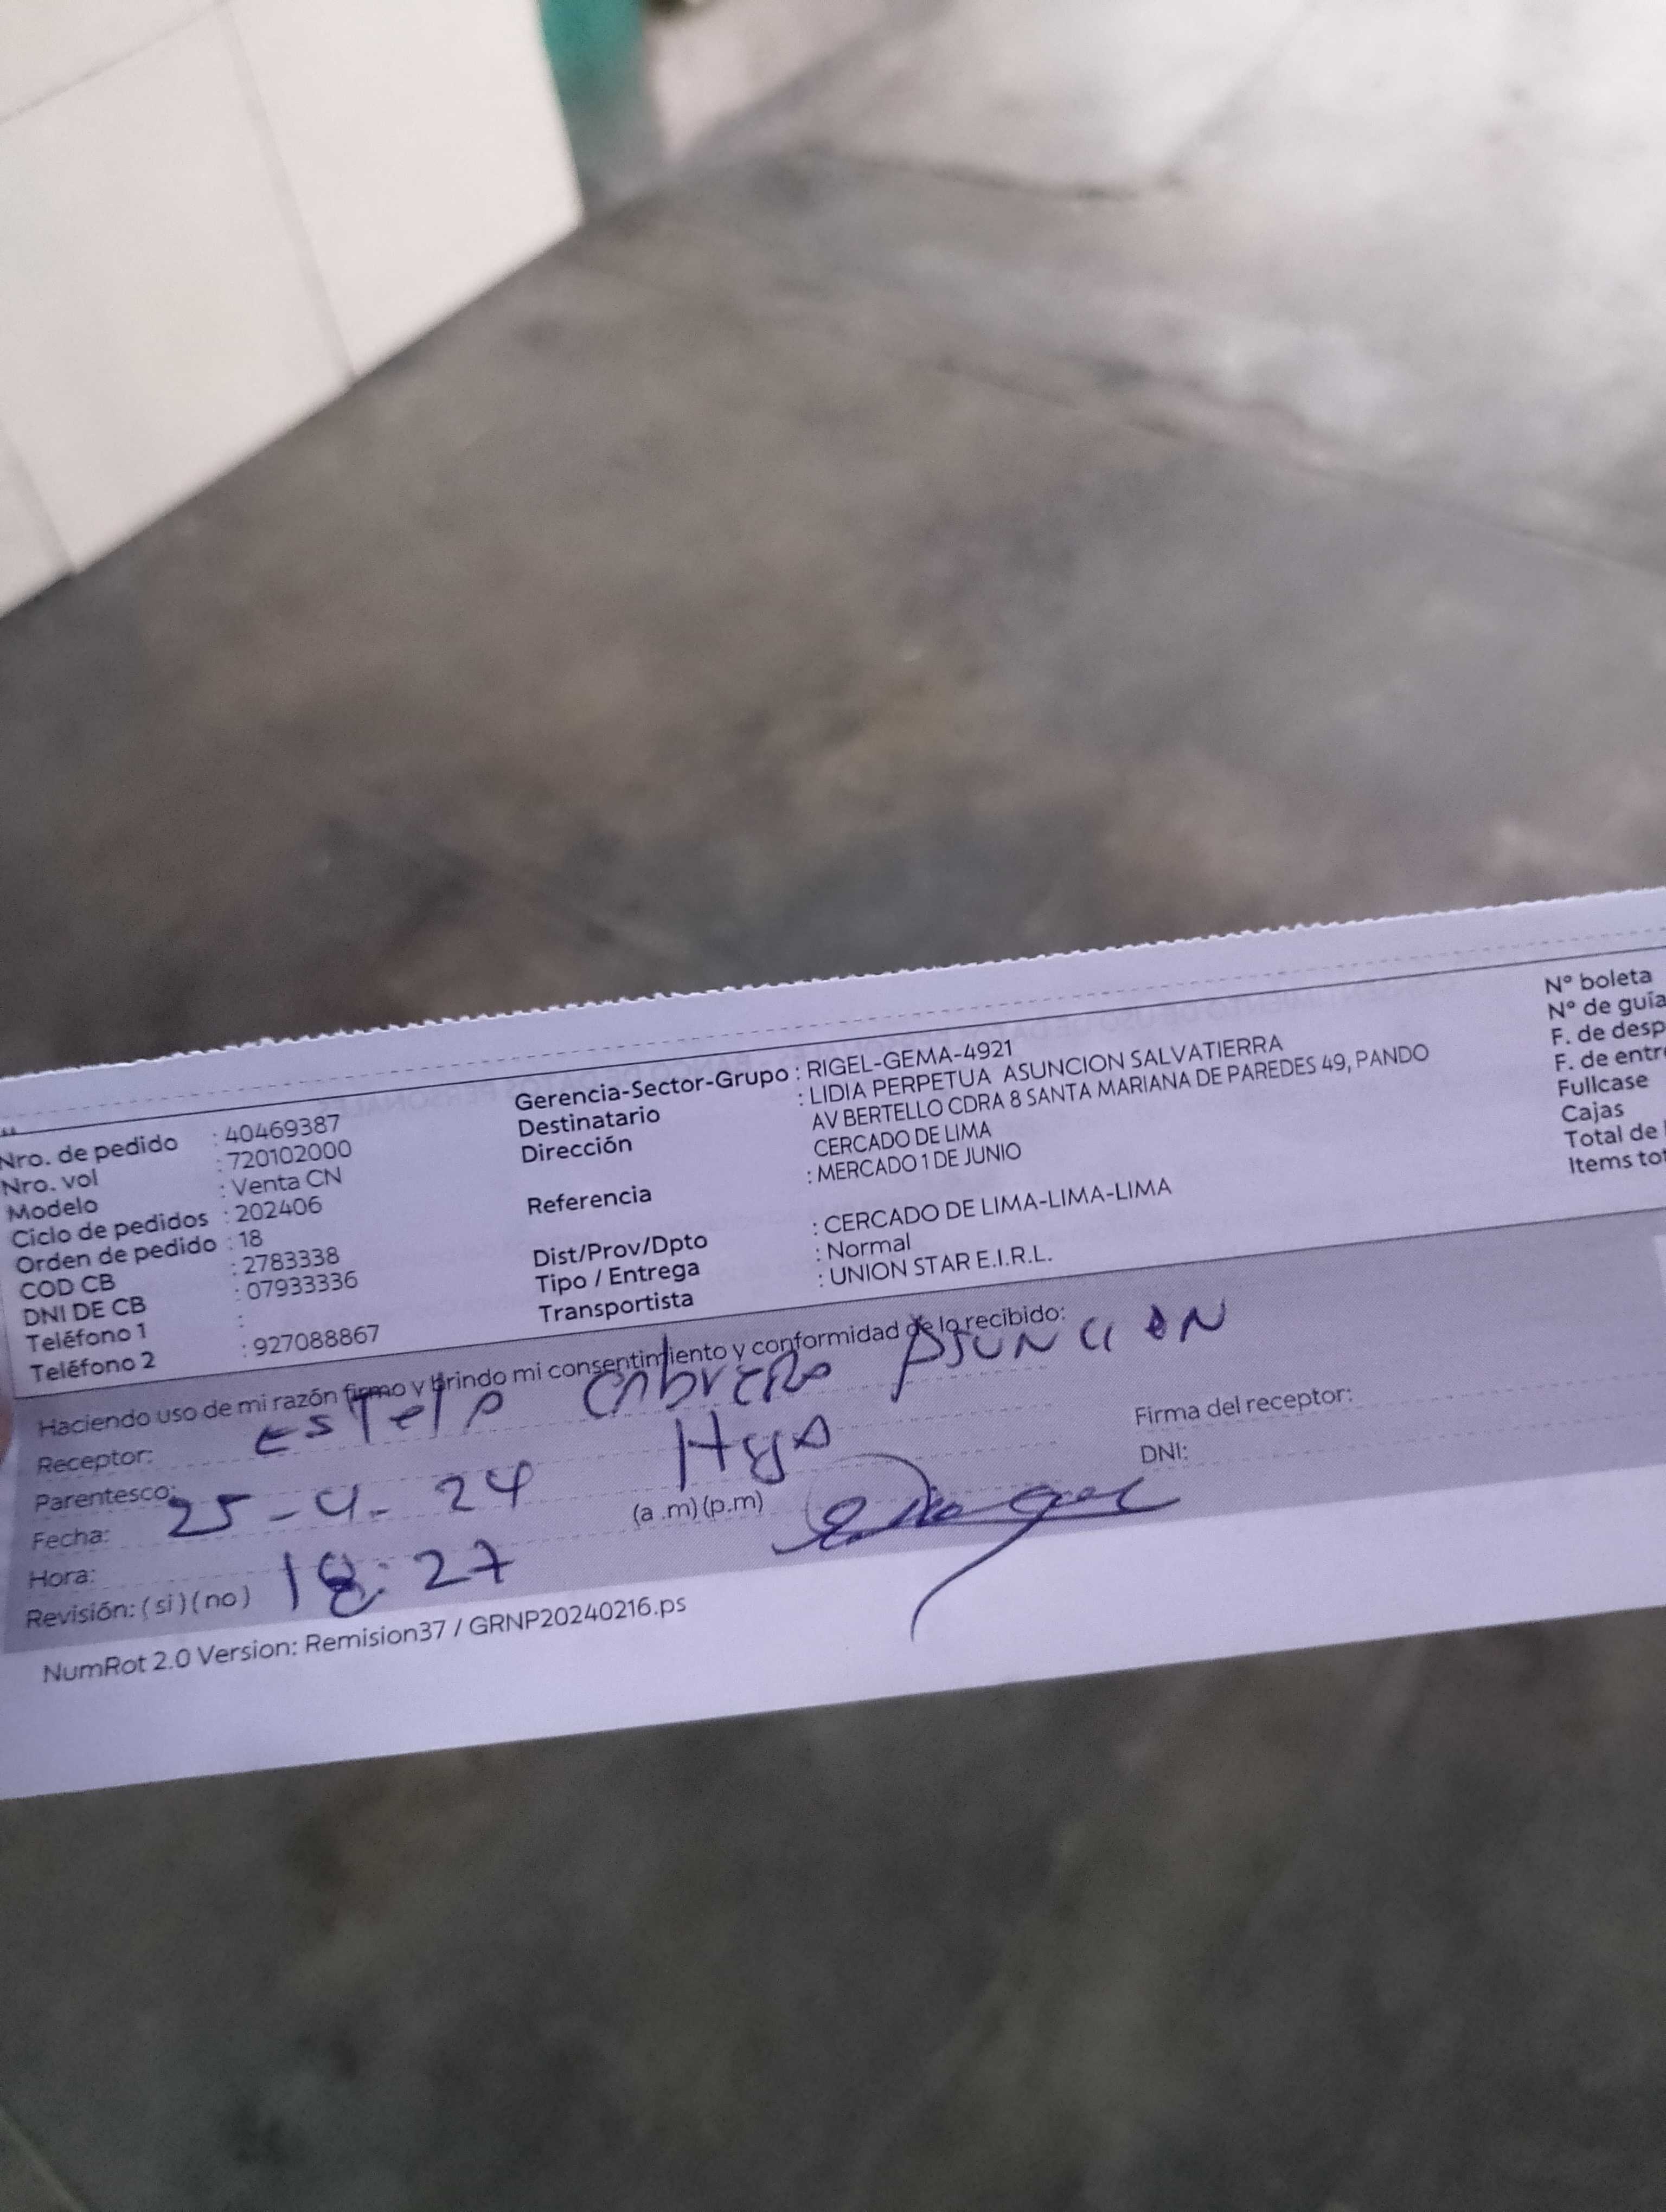 Nro. de pedido : 40469387
Nro. vol : 720102000
Modelo : Venta CN
Ciclo de pedidos : 202406
Orden de pedido : 18
COD CB : 2783338
DNI DE CB : 07933336
Teléfono 1 :
Teléfono 2 : 927088867
Gerencia-Sector-Grupo : RIGEL-GEMA-4921
Destinatario : LIDIA PERPETUA ASUNCION SALVATIERRA
Dirección AV BERTELLO CDRA 8 SANTA MARIANA DE PAREDES 49, PANDO
CERCADO DE LIMA
Referencia : MERCADO 1 DE JUNIO
Dist/Prov/Dpto : CERCADO DE LIMA-LIMA-LIMA
Tipo / Entrega : Normal
Transportista : UNION STAR E.I.R.L.
Nº boleta
Nº de guía
F. de desp
F. de entr
Fullcase
Cajas
Total de
Items tot
Haciendo uso de mi razón firmo y brindo mi consentimiento y conformidad de lo recibido:
Receptor: Estela ASUNCION
Parentesco:
Fecha: 25-4-24
Hora: 18:27 (a .m) (p.m)
Revisión: ( si ) ( no )
Firma del receptor:
DNI:
NumRot 2.0 Version: Remision37 / GRNP20240216.ps